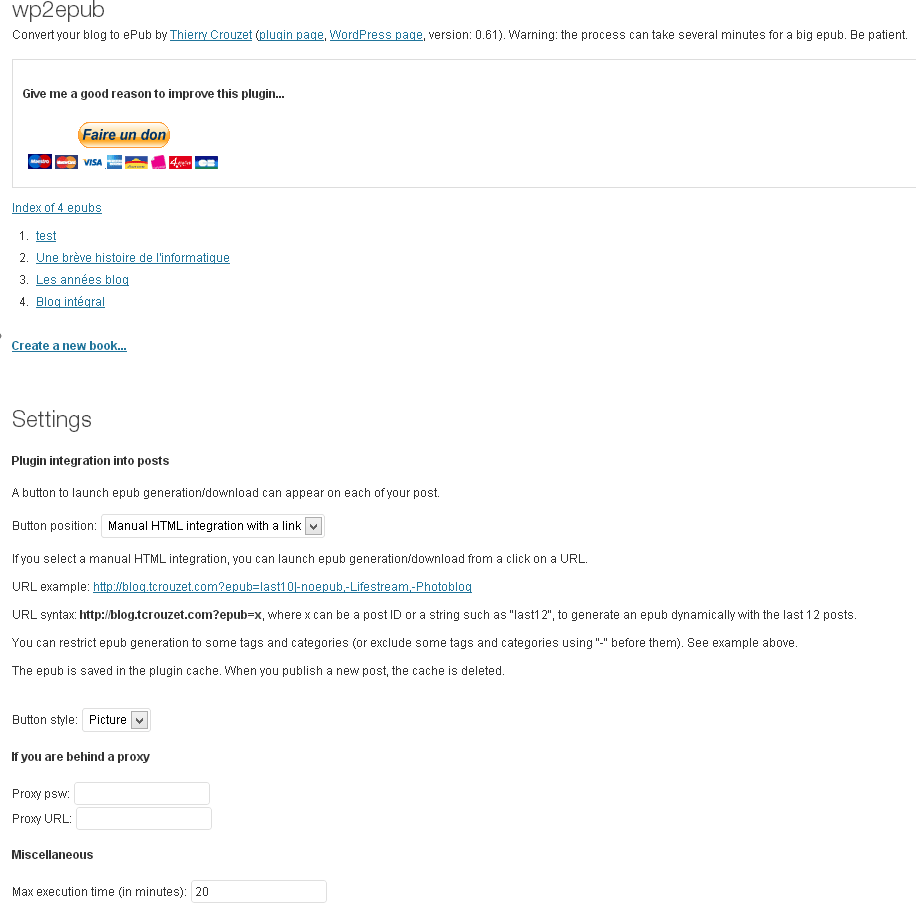 wp2epub
Convert your blog to ePub by Thierry Crouzet (plugin page, WordPress page, version: 0.61). Warning: the process can take several minutes for a big epub. Be patient.
Give me a good reason to improve this plugin...
Faire un don
Maestro MasterCard VISA
Index of 4 epubs
1. test
2. Une brève histoire de l'informatique
3. Les années blog
4. Blog intégral
Create a new book...
Settings
Plugin integration into posts
A button to launch epub generation/download can appear on each of your post.
Button position: Manual HTML integration with a link
If you select a manual HTML integration, you can launch epub generation/download from a click on a URL.
URL example: http://blog.tcrouzet.com?epub=last10|-noepub,-Lifestream,-Photoblog
URL syntax: http://blog.tcrouzet.com?epub=x, where x can be a post ID or a string such as "last12", to generate an epub dynamically with the last 12 posts.
You can restrict epub generation to some tags and categories (or exclude some tags and categories using "-" before them). See example above.
The epub is saved in the plugin cache. When you publish a new post, the cache is deleted.
Button style: Picture
If you are behind a proxy
Proxy psw:
Proxy URL:
Miscellaneous
Max execution time (in minutes): 20